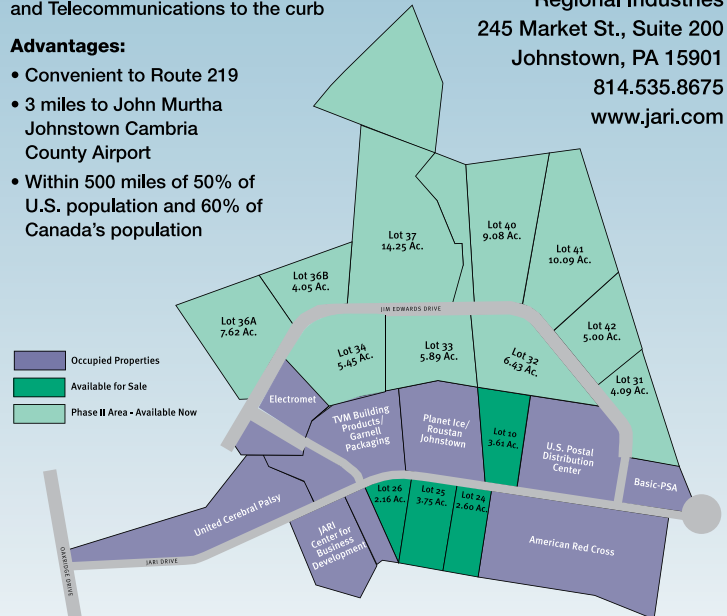 and Telecommunications to the curb
Advantages:
• Convenient to Route 219
• 3 miles to John Murtha
Johnstown Cambria
County Airport
• Within 500 miles of 50% of
U.S. population and 60% of
Canada's population
Regional Industries
245 Market St., Suite 200
Johnstown, PA 15901
814.535.8675
www.jari.com
Lot 37
14.25 Ac.
Lot 40
9.08 Ac.
Lot 41
10.09 Ac.
Lot 36B
4.05 Ac.
Lot 36A
7.62 Ac.
JIM EDWARDS DRIVE
Lot 34
5.45 Ac.
Lot 33
5.89 Ac.
Lot 32
6.43 Ac.
Lot 42
5.00 Ac.
Lot 31
4.09 Ac.
Occupied Properties
Available for Sale
Phase II Area - Available Now
Electromet
TVM Building
Products/
Garnell
Packaging
Planet Ice/
Roustan
Johnstown
Lot 10
3.61 Ac.
U.S. Postal
Distribution
Center
Basic-PSA
United Cerebral Palsy
JARI
Center for
Business
Development
Lot 26
2.16 Ac.
Lot 25
3.75 Ac.
Lot 24
2.60 Ac.
American Red Cross
OAKRIDGE DRIVE
JARI DRIVE